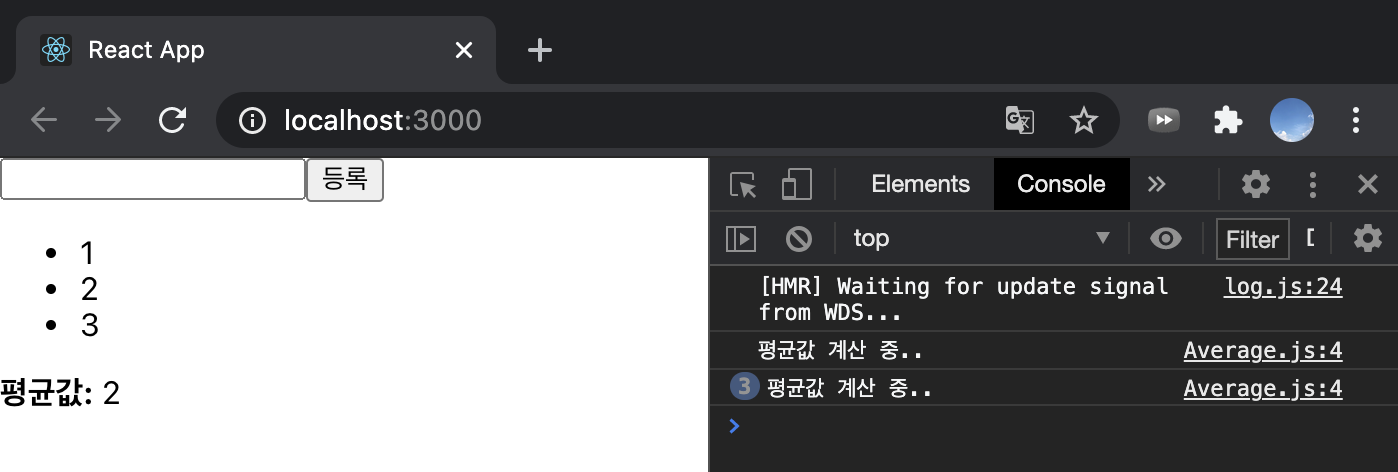 React App
localhost:3000
등록
1
2
3
평균값: 2
Elements
Console
top
Filter
[HMR] Waiting for update signal from WDS... log.js:24
평균값 계산 중.. Average.js:4
3 평균값 계산 중.. Average.js:4